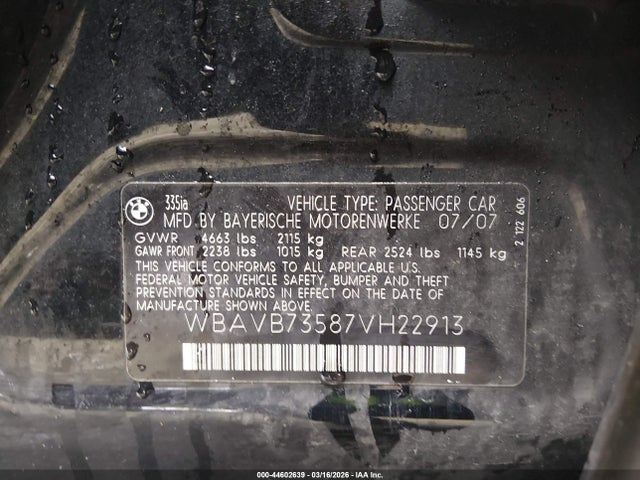 BMW
335ia
VEHICLE TYPE: PASSENGER CAR
MFD BY BAYERISCHE MOTORENWERKE 07/07
GVWR 4663 lbs 2115 kg
GAWR FRONT 2238 lbs 1015 kg REAR 2524 lbs 1145 kg
THIS VEHICLE CONFORMS TO ALL APPLICABLE U.S.
FEDERAL MOTOR VEHICLE SAFETY, BUMPER AND THEFT
PREVENTION STANDARDS IN EFFECT ON THE DATE OF
MANUFACTURE SHOWN ABOVE
WBAVB73587VH22913
2 122 606
000-44602639 - 03/16/2026 - IAAI.COM